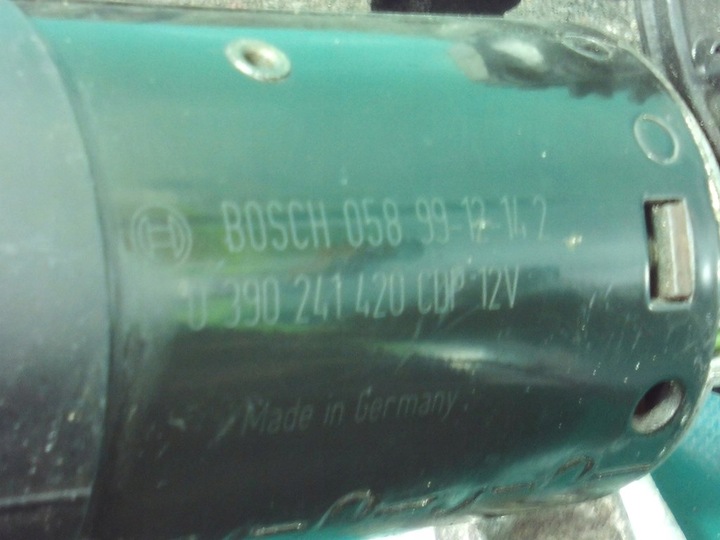 BOSCH 058 99-12-14 2
0 390 241 420 CDP 12V
Made in Germany